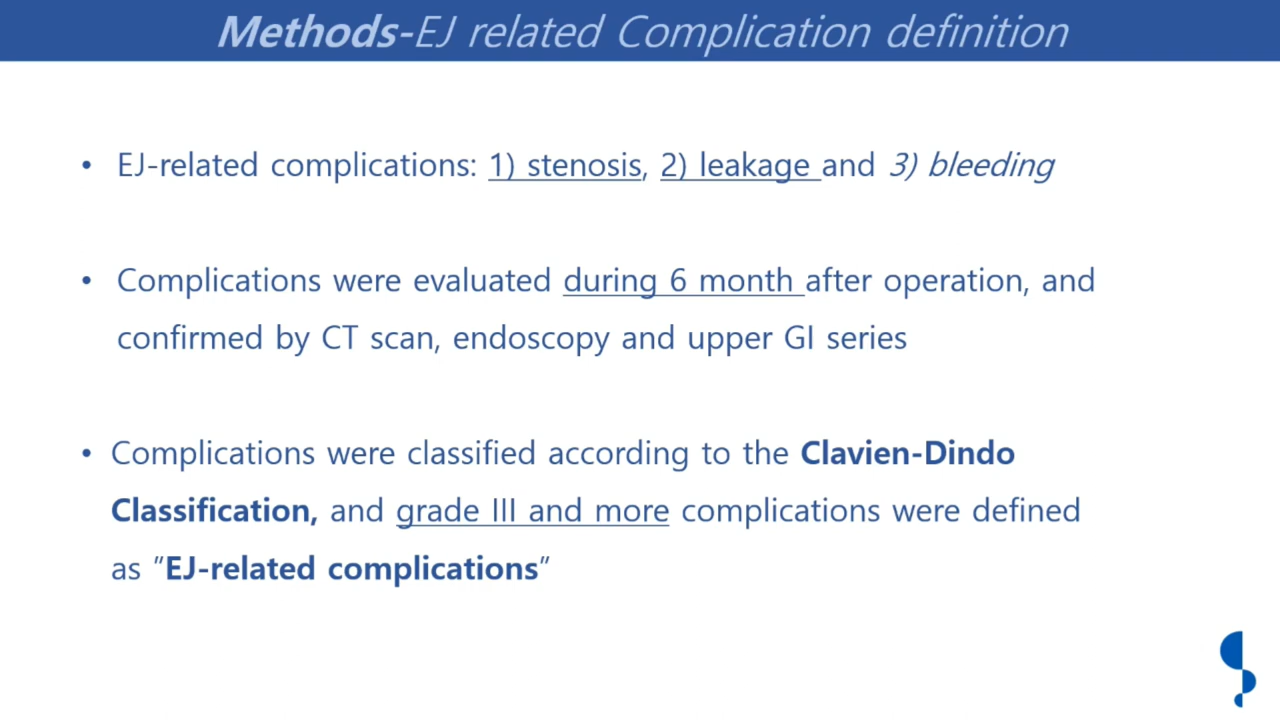 Methods-EJ related Complication definition
• EJ-related complications: 1) stenosis, 2) leakage and 3) bleeding
• Complications were evaluated during 6 month after operation, and
confirmed by CT scan, endoscopy and upper GI series
• Complications were classified according to the Clavien-Dindo
Classification, and grade III and more complications were defined
as ”EJ-related complications”